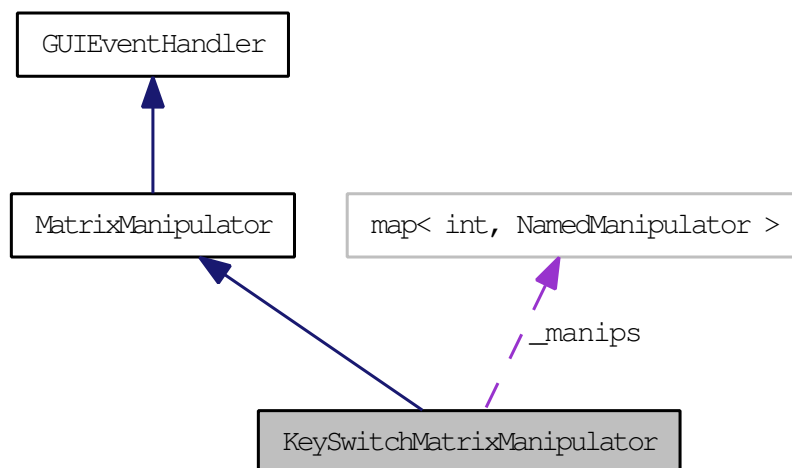 GUIEventHandler
MatrixManipulator
map< int, NamedManipulator >
_manips
KeySwitchMatrixManipulator